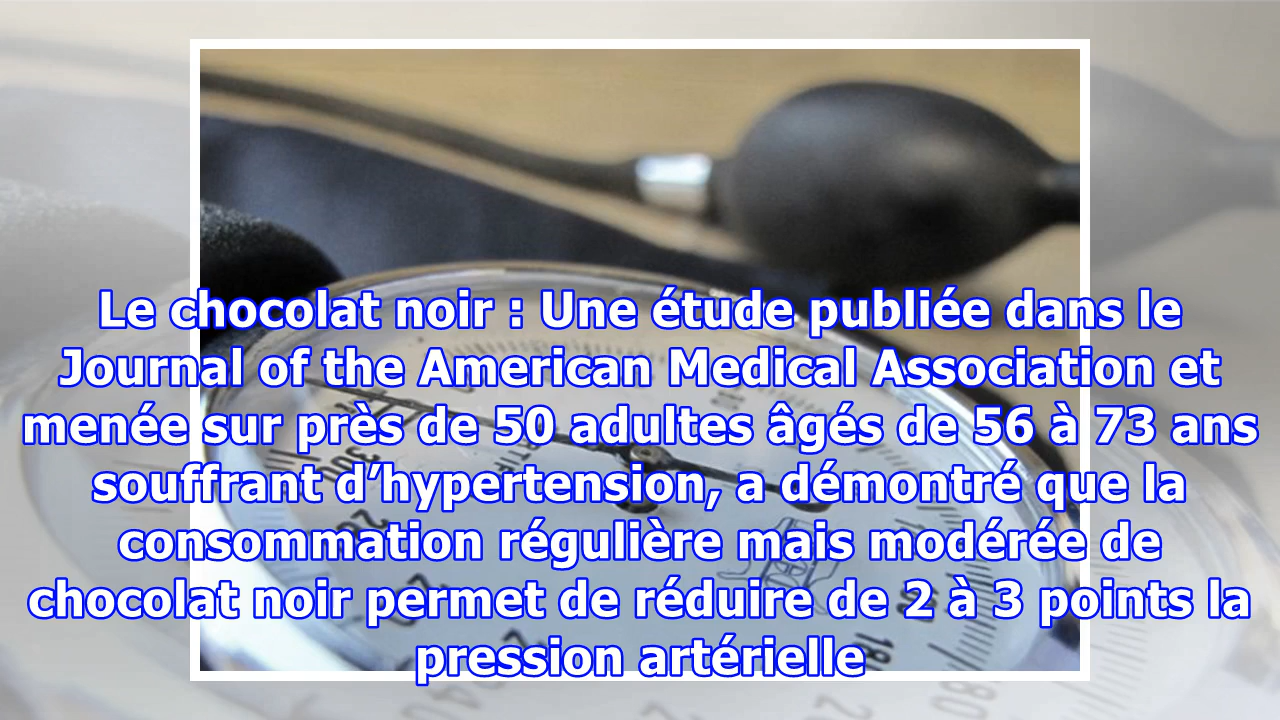 Le chocolat noir : Une étude publiée dans le
Journal of the American Medical Association et
menée sur près de 50 adultes âgés de 56 à 73 ans
souffrant d’hypertension, a démontré que la
consommation régulière mais modérée de
chocolat noir permet de réduire de 2 à 3 points la
pression artérielle
300